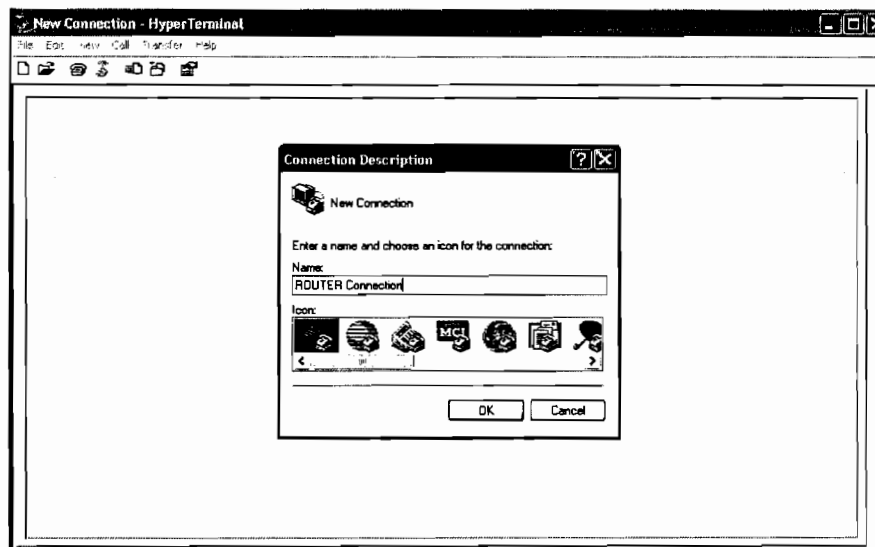 New Connection - HyperTerminal
File Edit View Call Transfer Help
Connection Description
New Connection
Enter a name and choose an icon for the connection:
Name:
ROUTER Connection
Icon:
MCI
OK Cancel